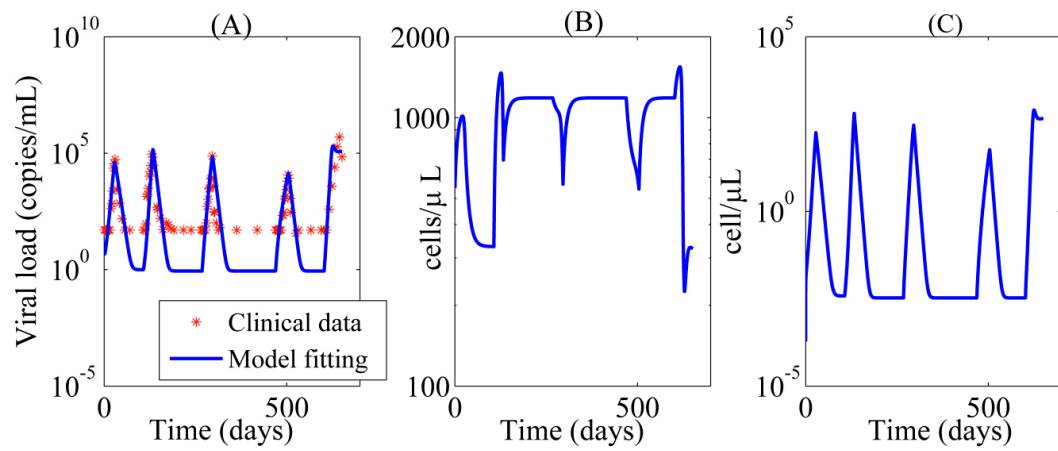 (A)
10^10
10^5
10^0
10^-5
Viral load (copies/mL)
Clinical data
Model fitting
0
500
Time (days)
(B)
2000
1000
100
cells/μ L
0
500
Time (days)
(C)
10^5
10^0
10^-5
cell/μL
0
500
Time (days)